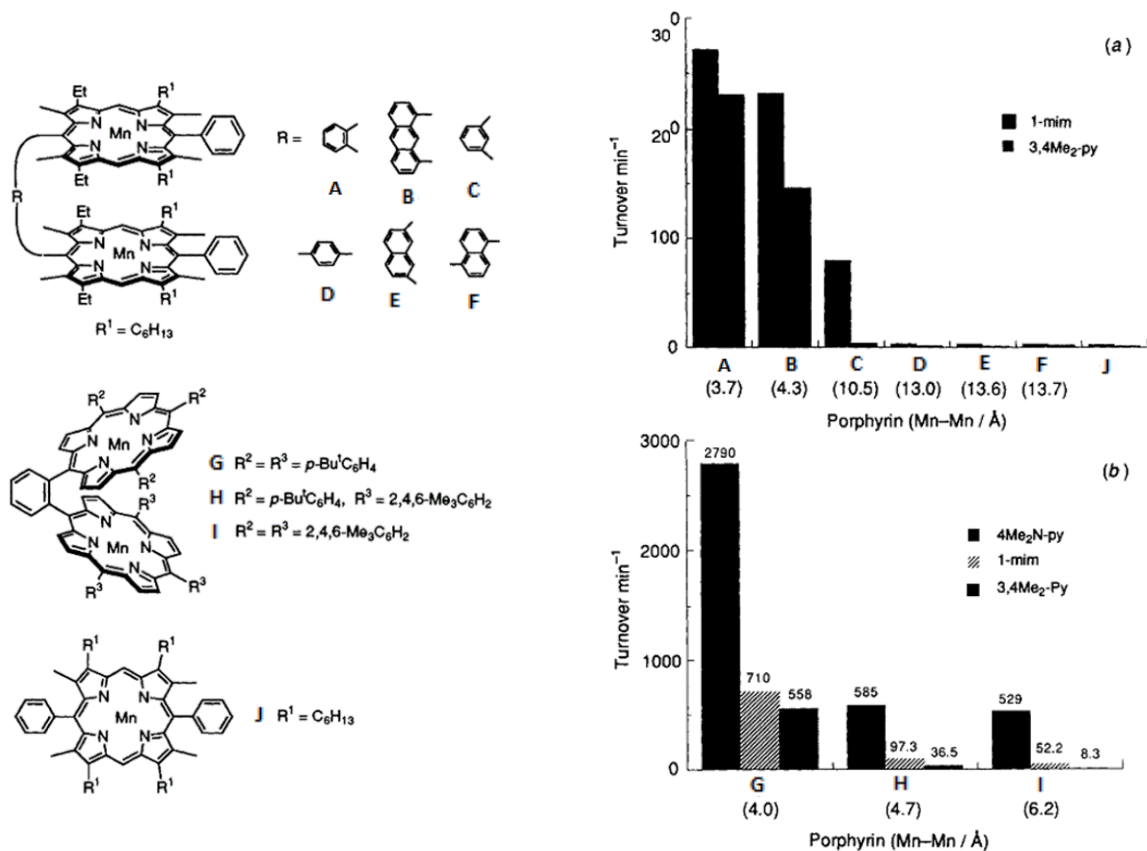 Et
R¹
N
N
Mn
N
N
Et
R¹
R
Et
R¹
N
N
Mn
N
N
Et
R¹
R¹ = C₆H₁₃
R =
A
B
C
D
E
F
R²
R²
N
N
Mn
N
N
R²
R³
N
N
Mn
N
N
R³
R³
G R² = R³ = p-BuᵗC₆H₄
H R² = p-BuᵗC₆H₄, R³ = 2,4,6-Me₃C₆H₂
I R² = R³ = 2,4,6-Me₃C₆H₂
R¹
R¹
N
N
Mn
N
N
R¹
R¹
J R¹ = C₆H₁₃
(a)
0
30
20 0
100
0
Turnover min⁻¹
1-mim
3,4Me₂-py
A B C D E F J
(3.7) (4.3) (10.5) (13.0) (13.6) (13.7)
Porphyrin (Mn–Mn / Å)
(b)
3000
2000
1000
0
Turnover min⁻¹
4Me₂N-py
1-mim
3,4Me₂-Py
2790
710
558
585
97.3
36.5
529
52.2
8.3
G H I
(4.0) (4.7) (6.2)
Porphyrin (Mn–Mn / Å)